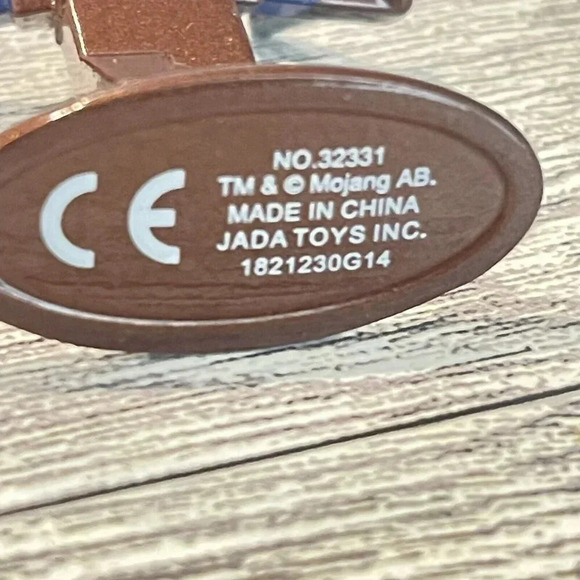 CE
NO.32331
TM & © Mojang AB.
MADE IN CHINA
JADA TOYS INC.
1821230G14